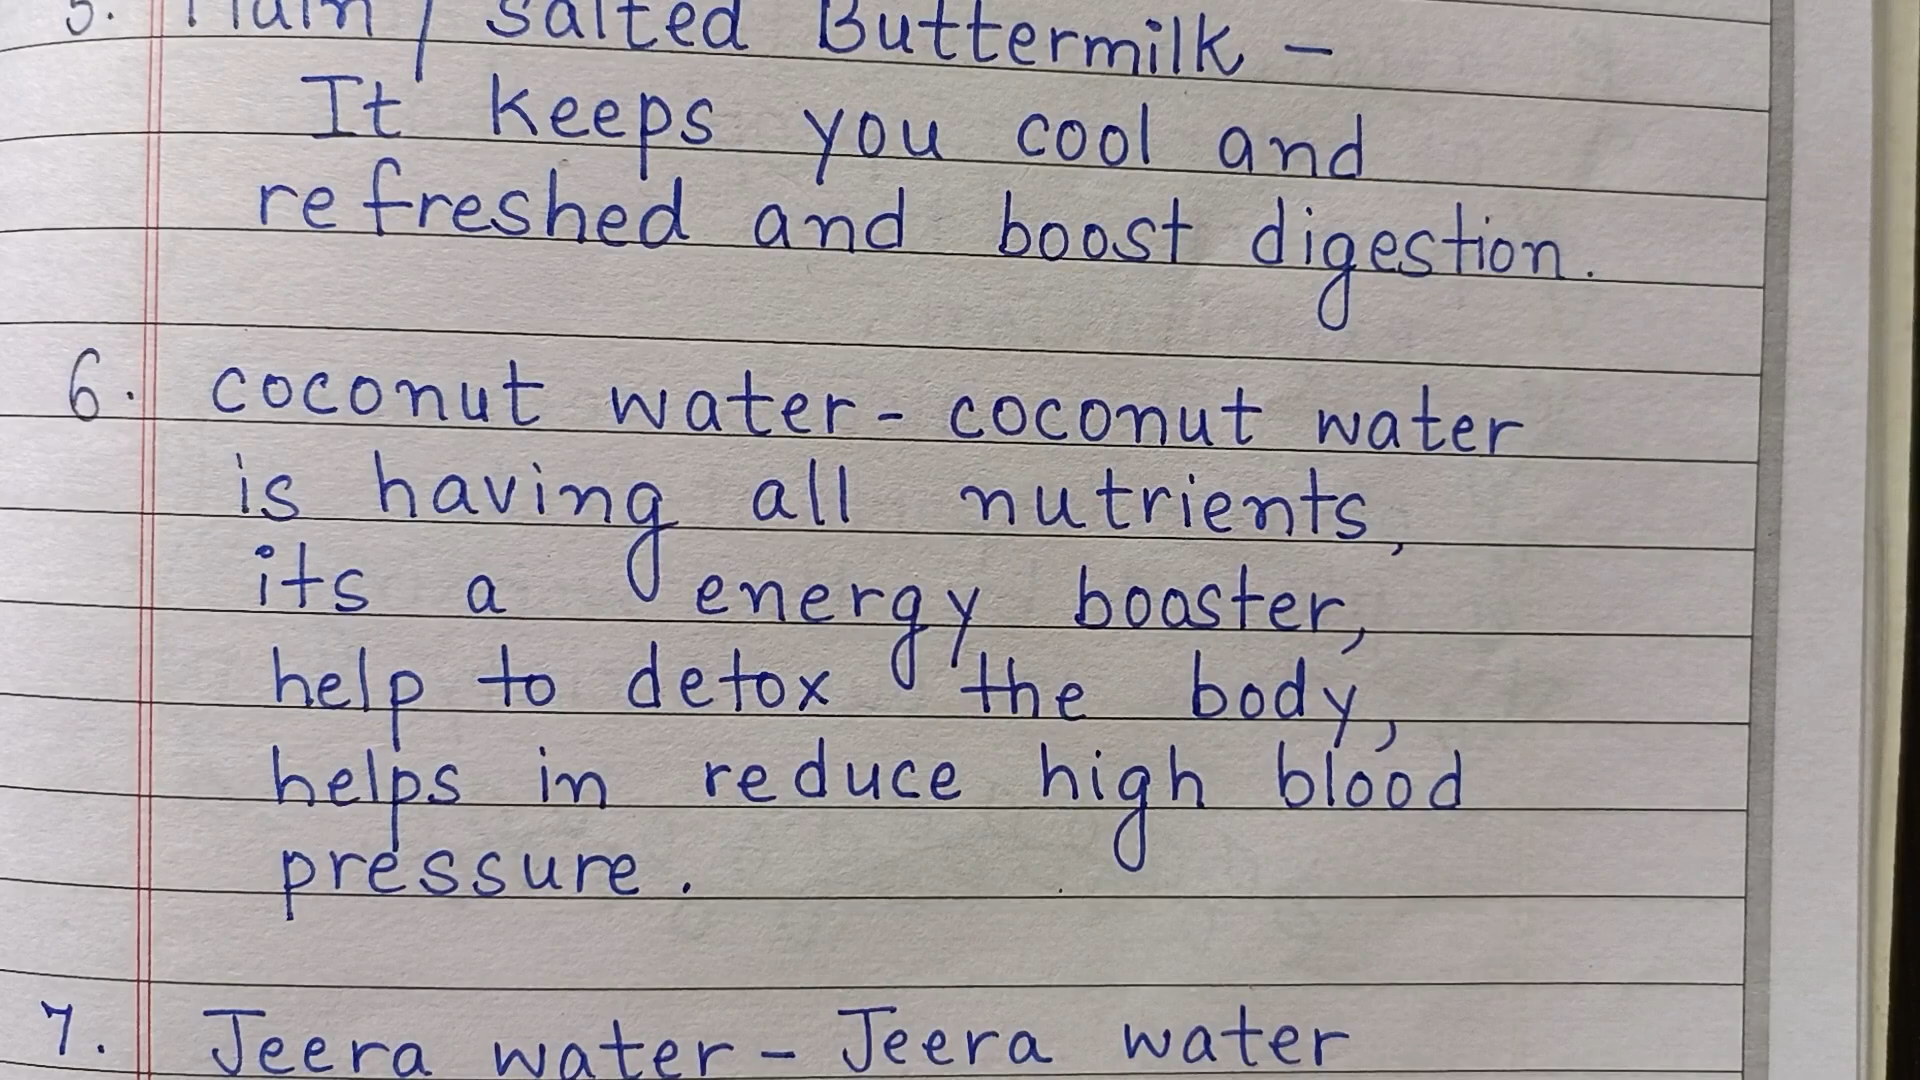 5. Plain / Salted Buttermilk -
It keeps you cool and
refreshed and boost digestion.
6. coconut water - coconut water
is having all nutrients,
its a energy booster,
help to detox the body,
helps in reduce high blood
pressure.
7. Jeera water - Jeera water